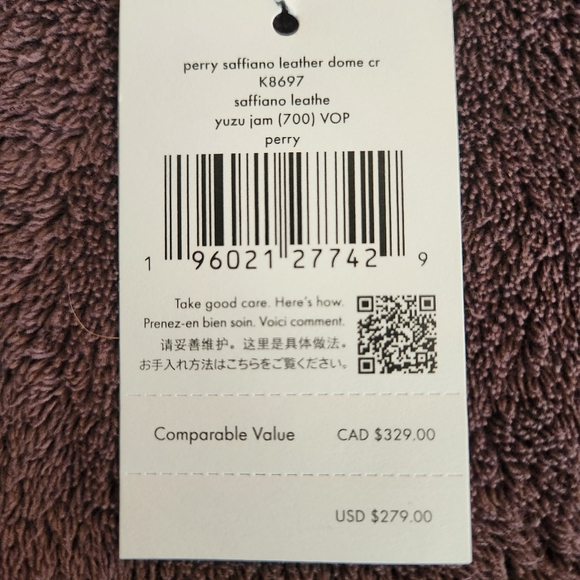 perry saffiano leather dome cr
K8697
saffiano leathe
yuzu jam (700) VOP
perry
1 96021 27742 9
Take good care. Here's how.
Prenez-en bien soin. Voici comment.
请妥善维护。这里是具体做法。
お手入れ方法はこちらをご覧ください。
Comparable Value CAD $329.00
USD $279.00